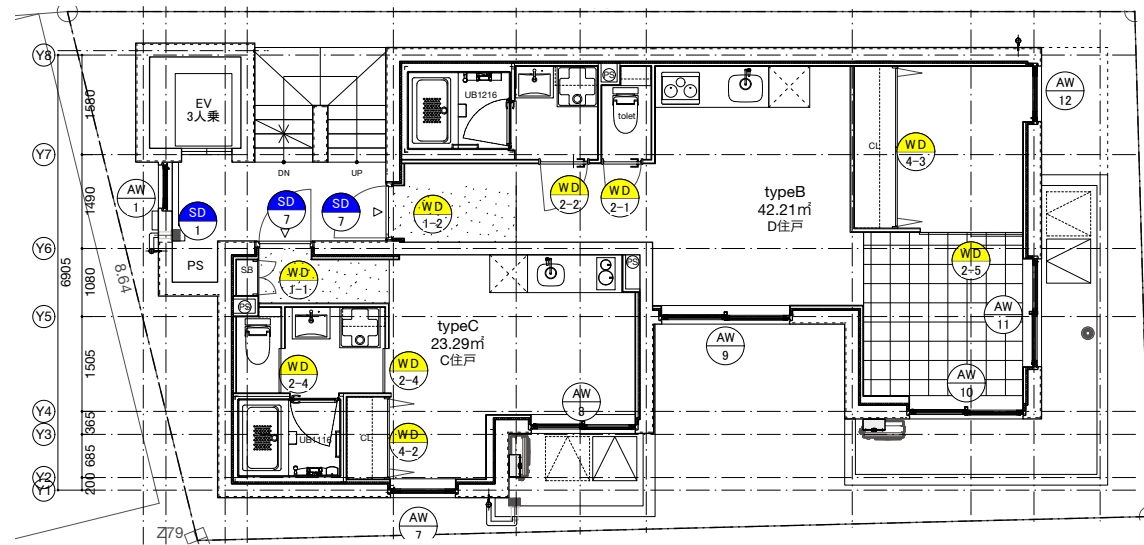 Y8
Y7
Y6
Y5
Y4
Y3
Y2
Y1
1580
1490
1080
1505
365
685
200
6905
8.64
Z79
EV
3人乗
DN
UP
AW
1
SD
1
SD
7
SD
7
PS
UB1216
PS
tolet
WD
1-2
WD
2-2
WD
2-1
typeB
42.21㎡
D住戸
CL
WD
4-3
AW
12
WD
2-5
AW
11
AW
10
AW
9
SB
PS
WD
1-1
PS
typeC
23.29㎡
C住戸
WD
2-4
WD
2-4
UB1116
CL
WD
4-2
AW
8
AW
7